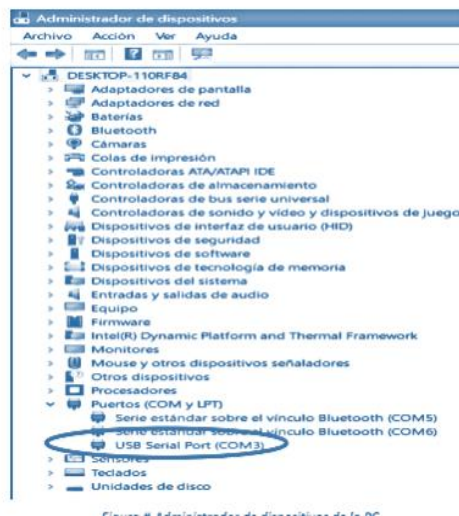 Administrador de dispositivos
Archivo Acción Ver Ayuda
DESKTOP-110RF84
Adaptadores de pantalla
Adaptadores de red
Baterías
Bluetooth
Cámaras
Colas de impresión
Controladoras ATA/ATAPI IDE
Controladoras de almacenamiento
Controladoras de bus serie universal
Controladoras de sonido y vídeo y dispositivos de juego
Dispositivos de interfaz de usuario (HID)
Dispositivos de seguridad
Dispositivos de software
Dispositivos de tecnología de memoria
Dispositivos del sistema
Entradas y salidas de audio
Equipo
Firmware
Intel(R) Dynamic Platform and Thermal Framework
Monitores
Mouse y otros dispositivos señaladores
Otros dispositivos
Procesadores
Puertos (COM y LPT)
Serie estándar sobre el vínculo Bluetooth (COM5)
Serie estándar sobre el vínculo Bluetooth (COM6)
USB Serial Port (COM3)
Sensores
Teclados
Unidades de disco
Administrador de dispositivos de la PC